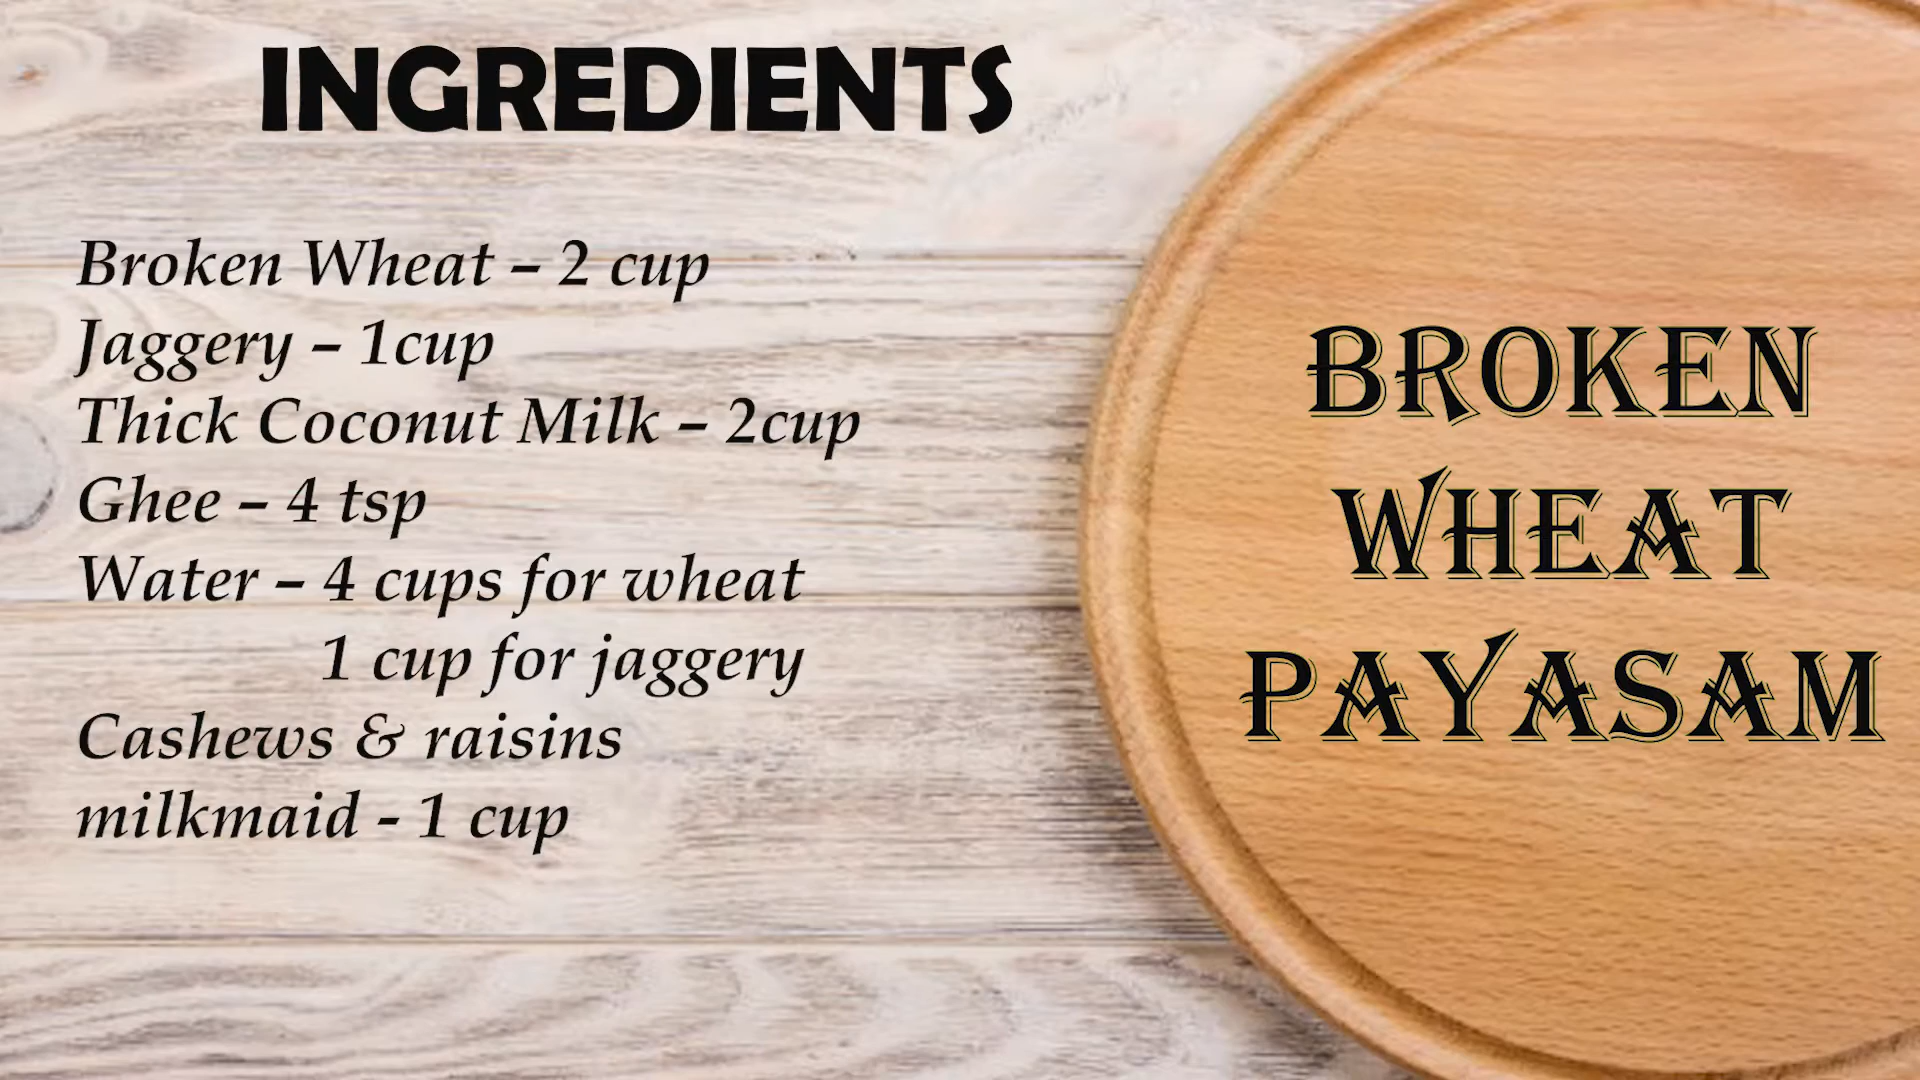 INGREDIENTS
Broken Wheat – 2 cup
Jaggery – 1cup
Thick Coconut Milk – 2cup
Ghee – 4 tsp
Water – 4 cups for wheat
1 cup for jaggery
Cashews & raisins
milkmaid - 1 cup
BROKEN
WHEAT
PAYASAM